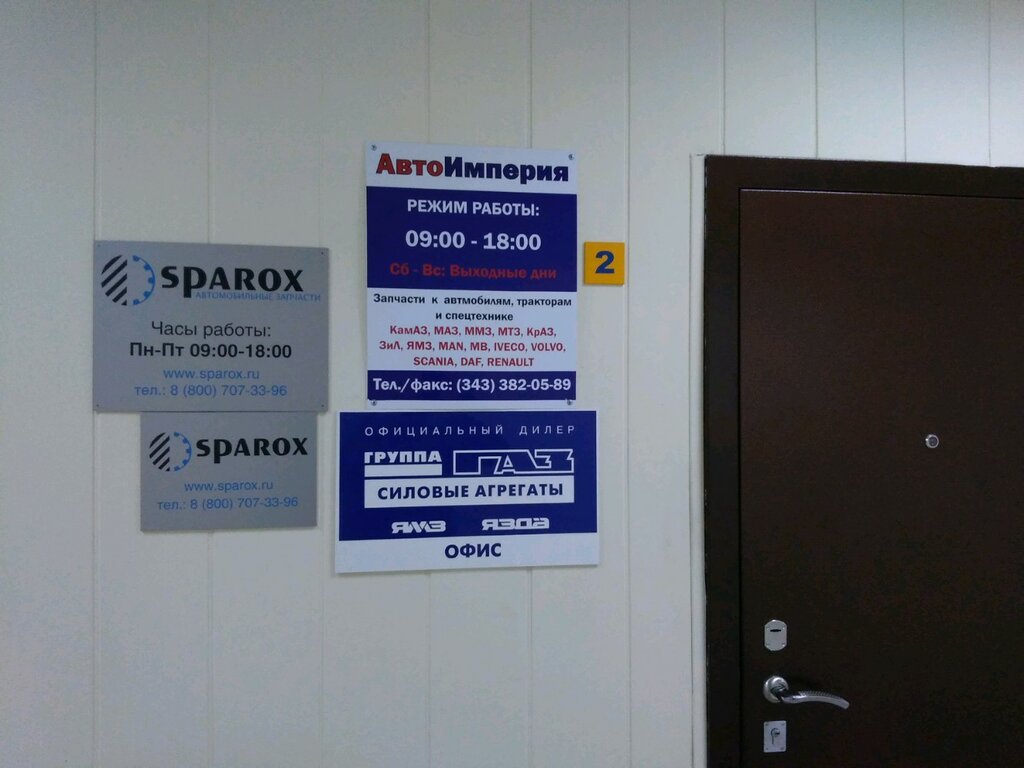 SPAROX
АВТОМОБИЛЬНЫЕ ЗАПЧАСТИ
Часы работы:
Пн-Пт 09:00-18:00
www.sparox.ru
тел.: 8 (800) 707-33-96
SPAROX
www.sparox.ru
тел.: 8 (800) 707-33-96
АвтоИмперия
РЕЖИМ РАБОТЫ:
09:00 - 18:00
Сб - Вс: Выходные дни
Запчасти к автмобилям, тракторам
и спецтехнике
КамАЗ, МАЗ, ММЗ, МТЗ, КрАЗ,
ЗиЛ, ЯМЗ, MAN, MB, IVECO, VOLVO,
SCANIA, DAF, RENAULT
Тел./факс: (343) 382-05-89
2
ОФИЦИАЛЬНЫЙ ДИЛЕР
ГРУППА ГАЗ
СИЛОВЫЕ АГРЕГАТЫ
ЯМЗ ЯЗДА
ОФИС